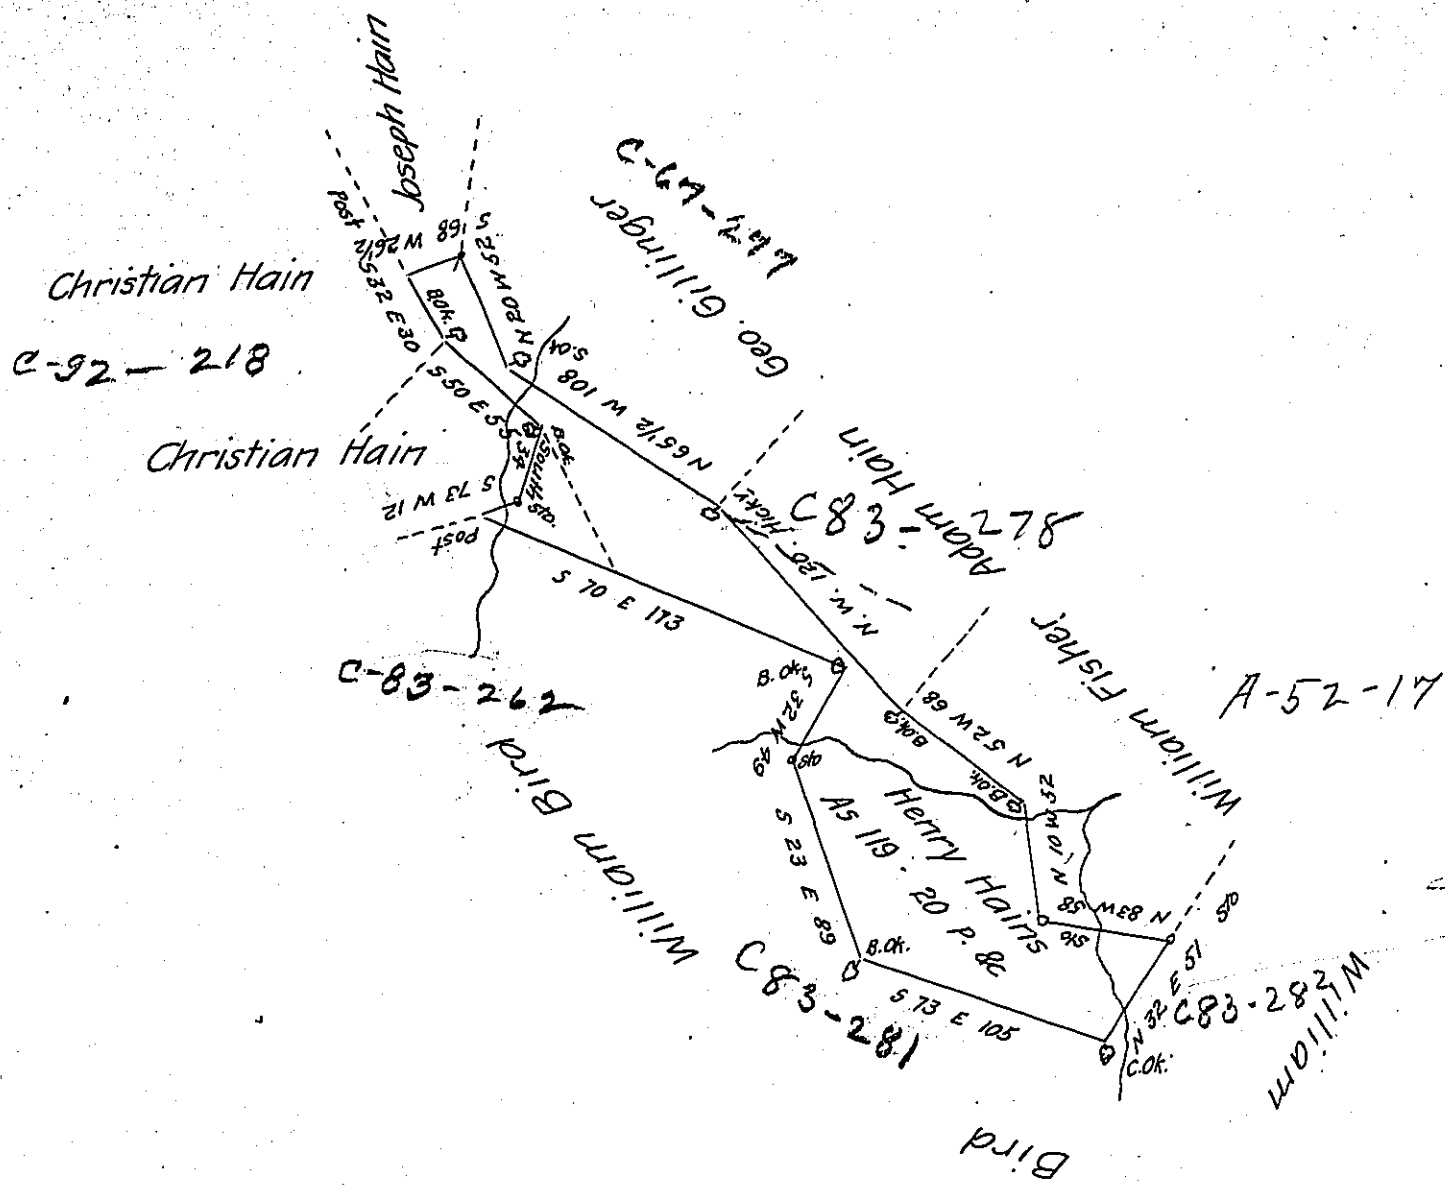 Joseph Hain
C-67-247
Geo. Gillinger
Post
S 68 W 26½
N 20 W 52.5
Christian Hain
S 32 E 30
B.Ok.
C-92 - 218
S.Ok
N 65½ W 108
S 50 E 55
B.Ok
South 34
Sto.
Christian Hain
S 73 W 12
Post
Hicky
Adam Hain
C83- 278
N.W. 120.
S 70 E 173
C-83-262
William Bird
B. Ok.
S 32 W 49
Sto
B.Ok.
N 52 W 68
William Fisher
A-52-17
B.Ok.
N 10 W 52
Henry Hains
AS 119 · 20 P. &c
S 23 E 89
Sto
N 83 W 58
Sto
B.Ok.
C83-281
S 73 E 105
N 32 E 51
C83-282
C.Ok.
William
Bird